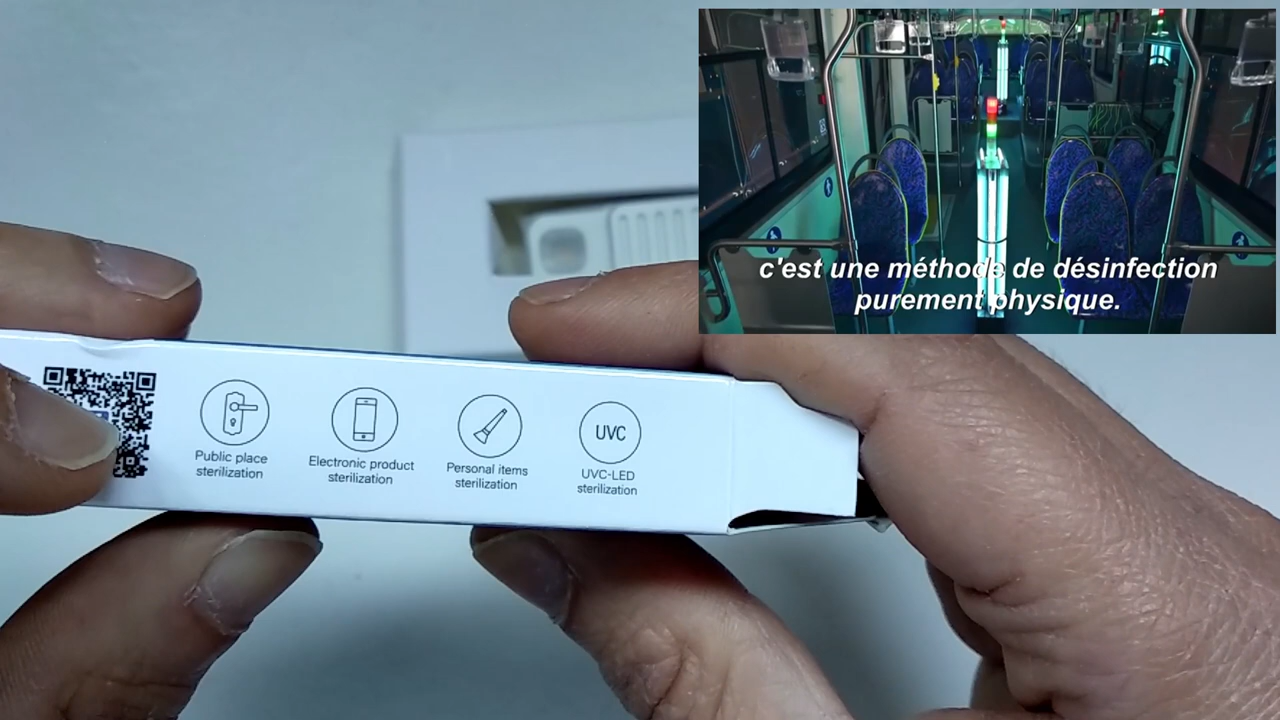 c'est une méthode de désinfection
purement physique.
Public place
sterilization
Electronic product
sterilization
Personal items
sterilization
UVC
UVC-LED
sterilization